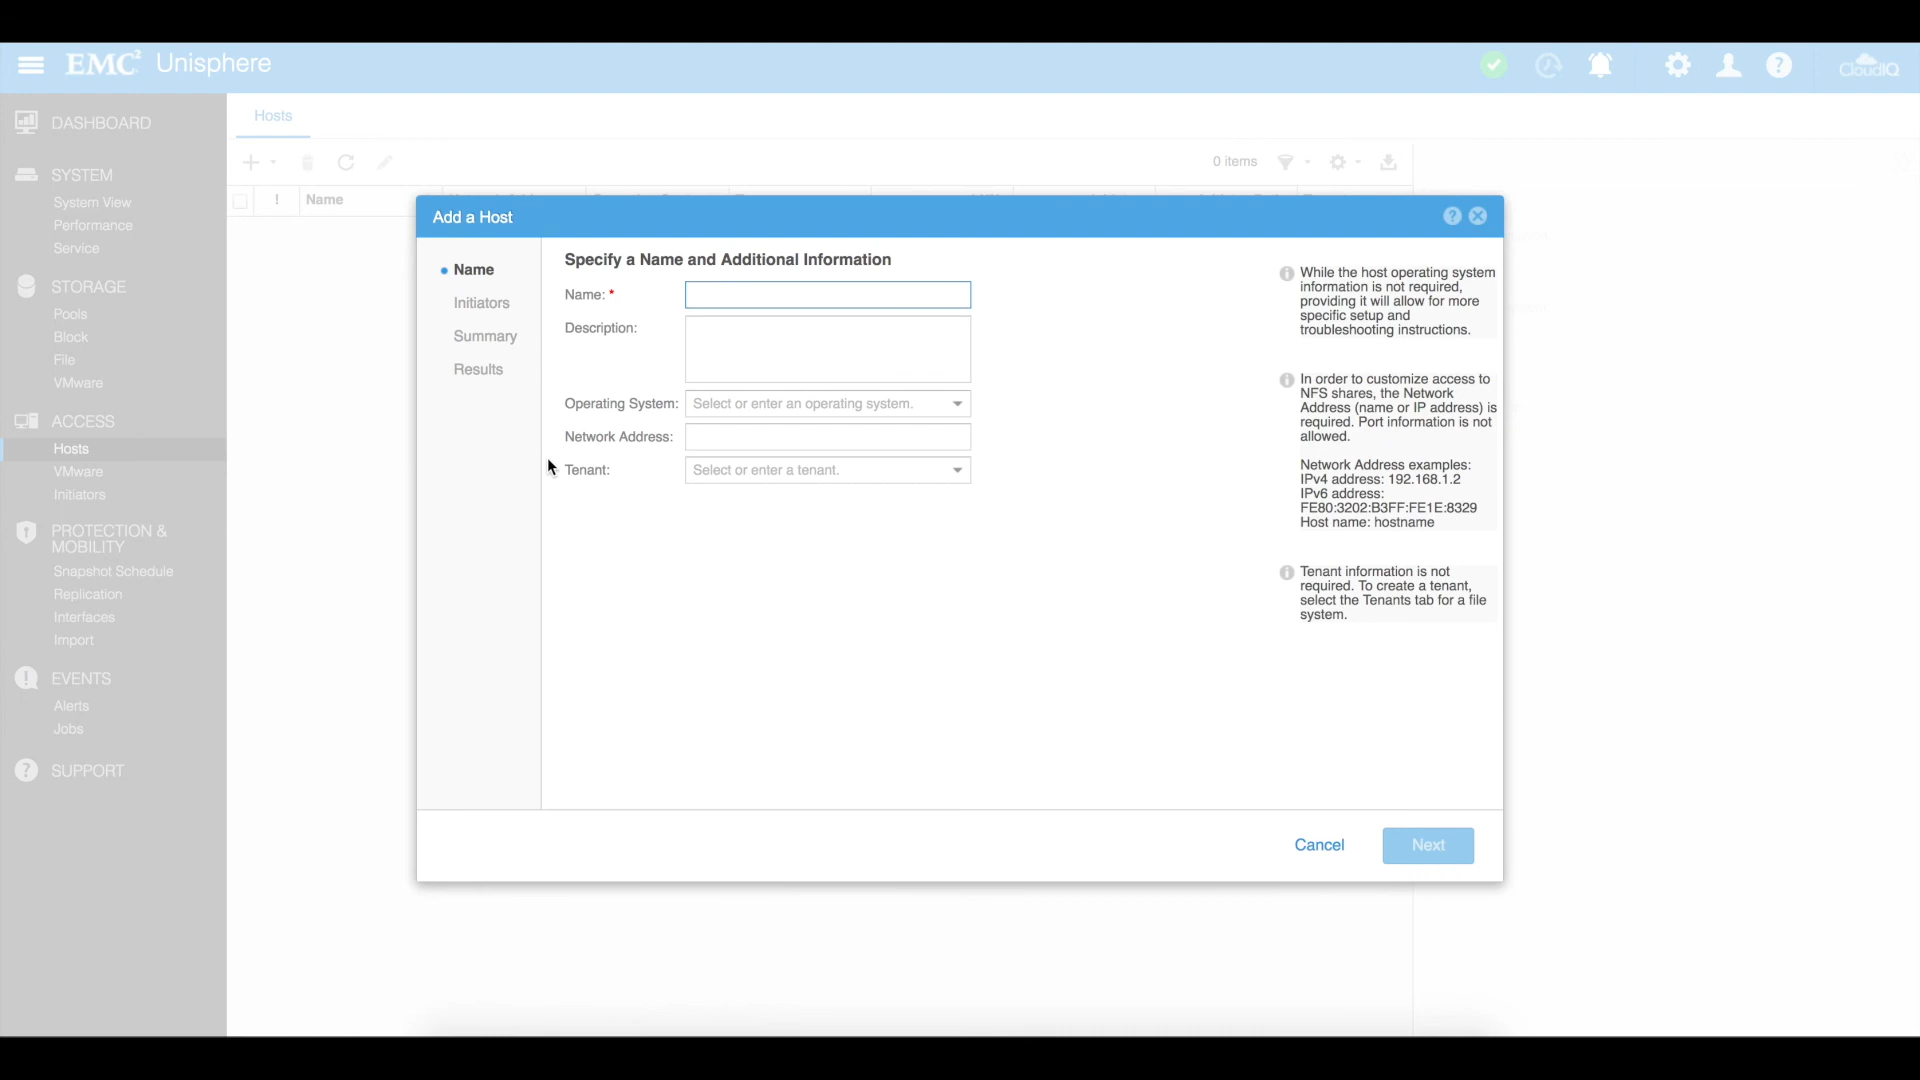 EMC² Unisphere
CloudIQ
DASHBOARD
SYSTEM
System View
Performance
Service
STORAGE
Pools
Block
File
VMware
ACCESS
Hosts
VMware
Initiators
PROTECTION &
MOBILITY
Snapshot Schedule
Replication
Interfaces
Import
EVENTS
Alerts
Jobs
SUPPORT
Hosts
0 items
! Name
Add a Host
Name
Initiators
Summary
Results
Specify a Name and Additional Information
Name: *
Description:
Operating System: Select or enter an operating system.
Network Address:
Tenant: Select or enter a tenant.
While the host operating system
information is not required,
providing it will allow for more
specific setup and
troubleshooting instructions.
In order to customize access to
NFS shares, the Network
Address (name or IP address) is
required. Port information is not
allowed.
Network Address examples:
IPv4 address: 192.168.1.2
IPv6 address:
FE80:3202:B3FF:FE1E:8329
Host name: hostname
Tenant information is not
required. To create a tenant,
select the Tenants tab for a file
system.
Cancel
Next